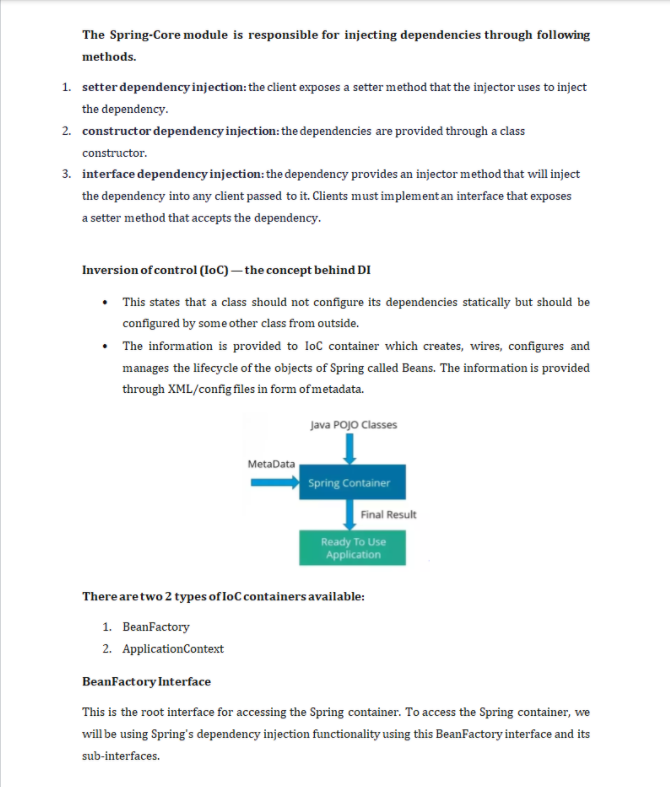 The Spring-Core module is responsible for injecting dependencies through following
methods.
1. setter dependency injection: the client exposes a setter method that the injector uses to inject
the dependency.
2. constructor dependency injection: the dependencies are provided through a class
constructor.
3. interface dependency injection: the dependency provides an injector method that will inject
the dependency into any client passed to it. Clients must implement an interface that exposes
a setter method that accepts the dependency.
Inversion of control (IoC) — the concept behind DI
• This states that a class should not configure its dependencies statically but should be
configured by some other class from outside.
• The information is provided to IoC container which creates, wires, configures and
manages the lifecycle of the objects of Spring called Beans. The information is provided
through XML/config files in form of metadata.
Java POJO Classes
MetaData
Spring Container
Final Result
Ready To Use
Application
There are two 2 types of IoC containers available:
1. BeanFactory
2. ApplicationContext
BeanFactory Interface
This is the root interface for accessing the Spring container. To access the Spring container, we
will be using Spring's dependency injection functionality using this BeanFactory interface and its
sub-interfaces.